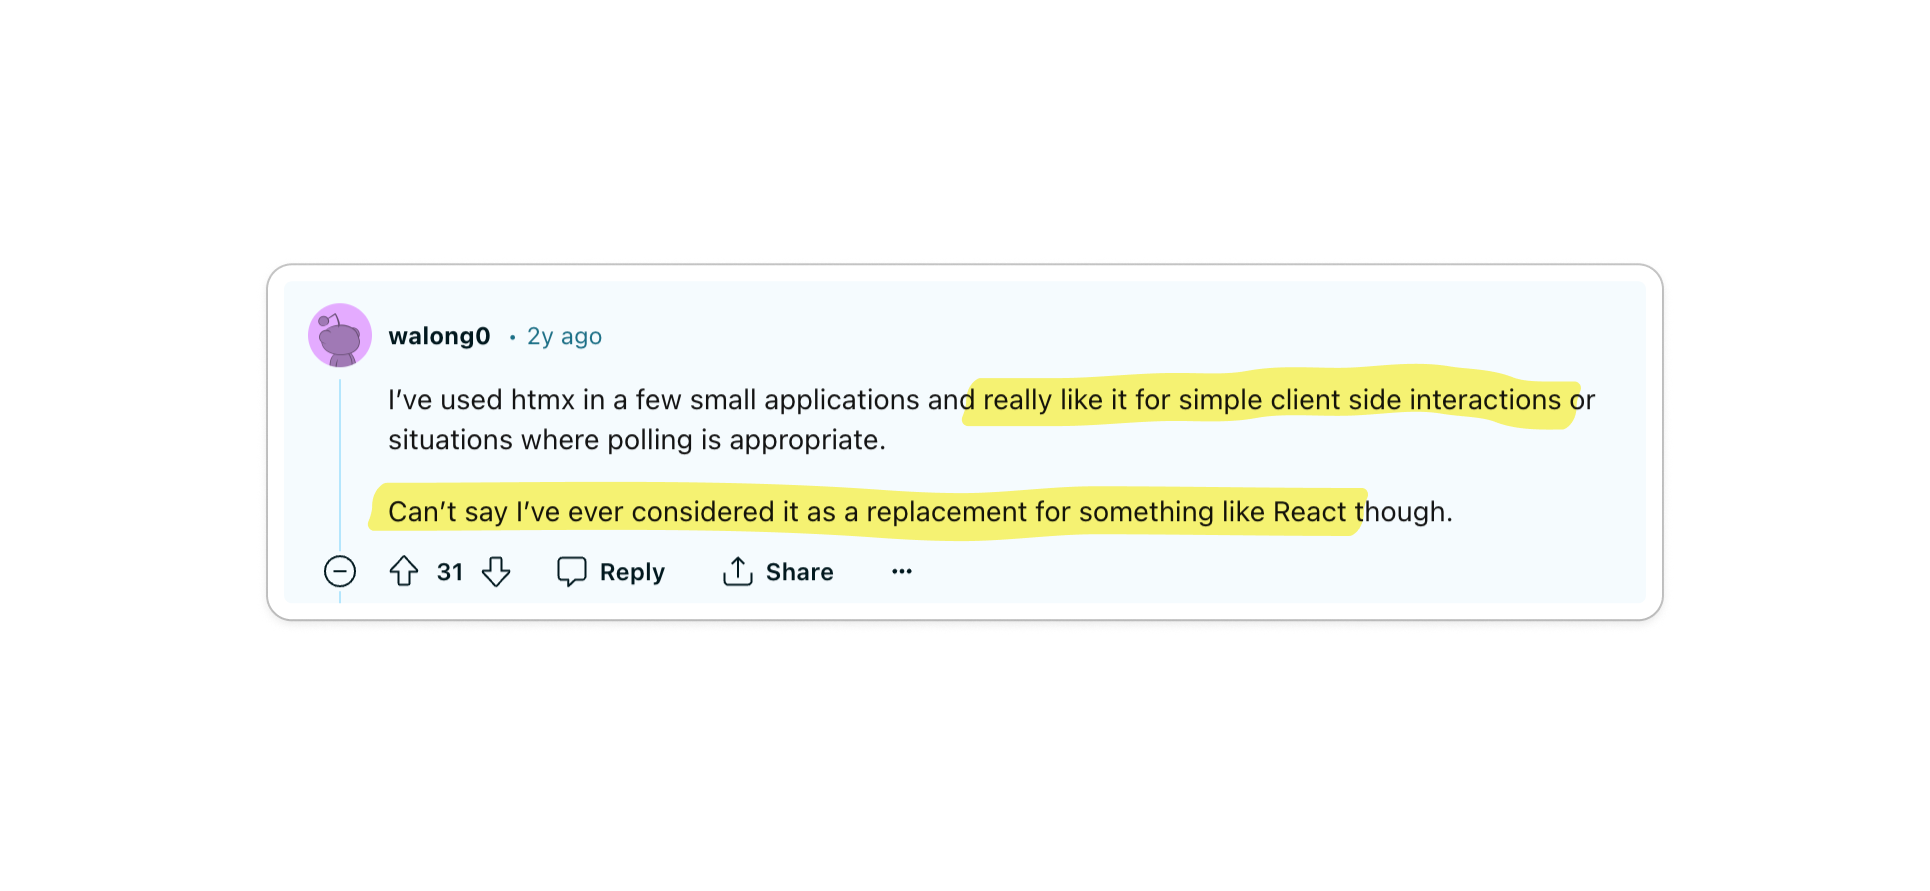 walong0 • 2y ago
I’ve used htmx in a few small applications and really like it for simple client side interactions or
situations where polling is appropriate.
Can’t say I’ve ever considered it as a replacement for something like React though.
31 Reply Share ...